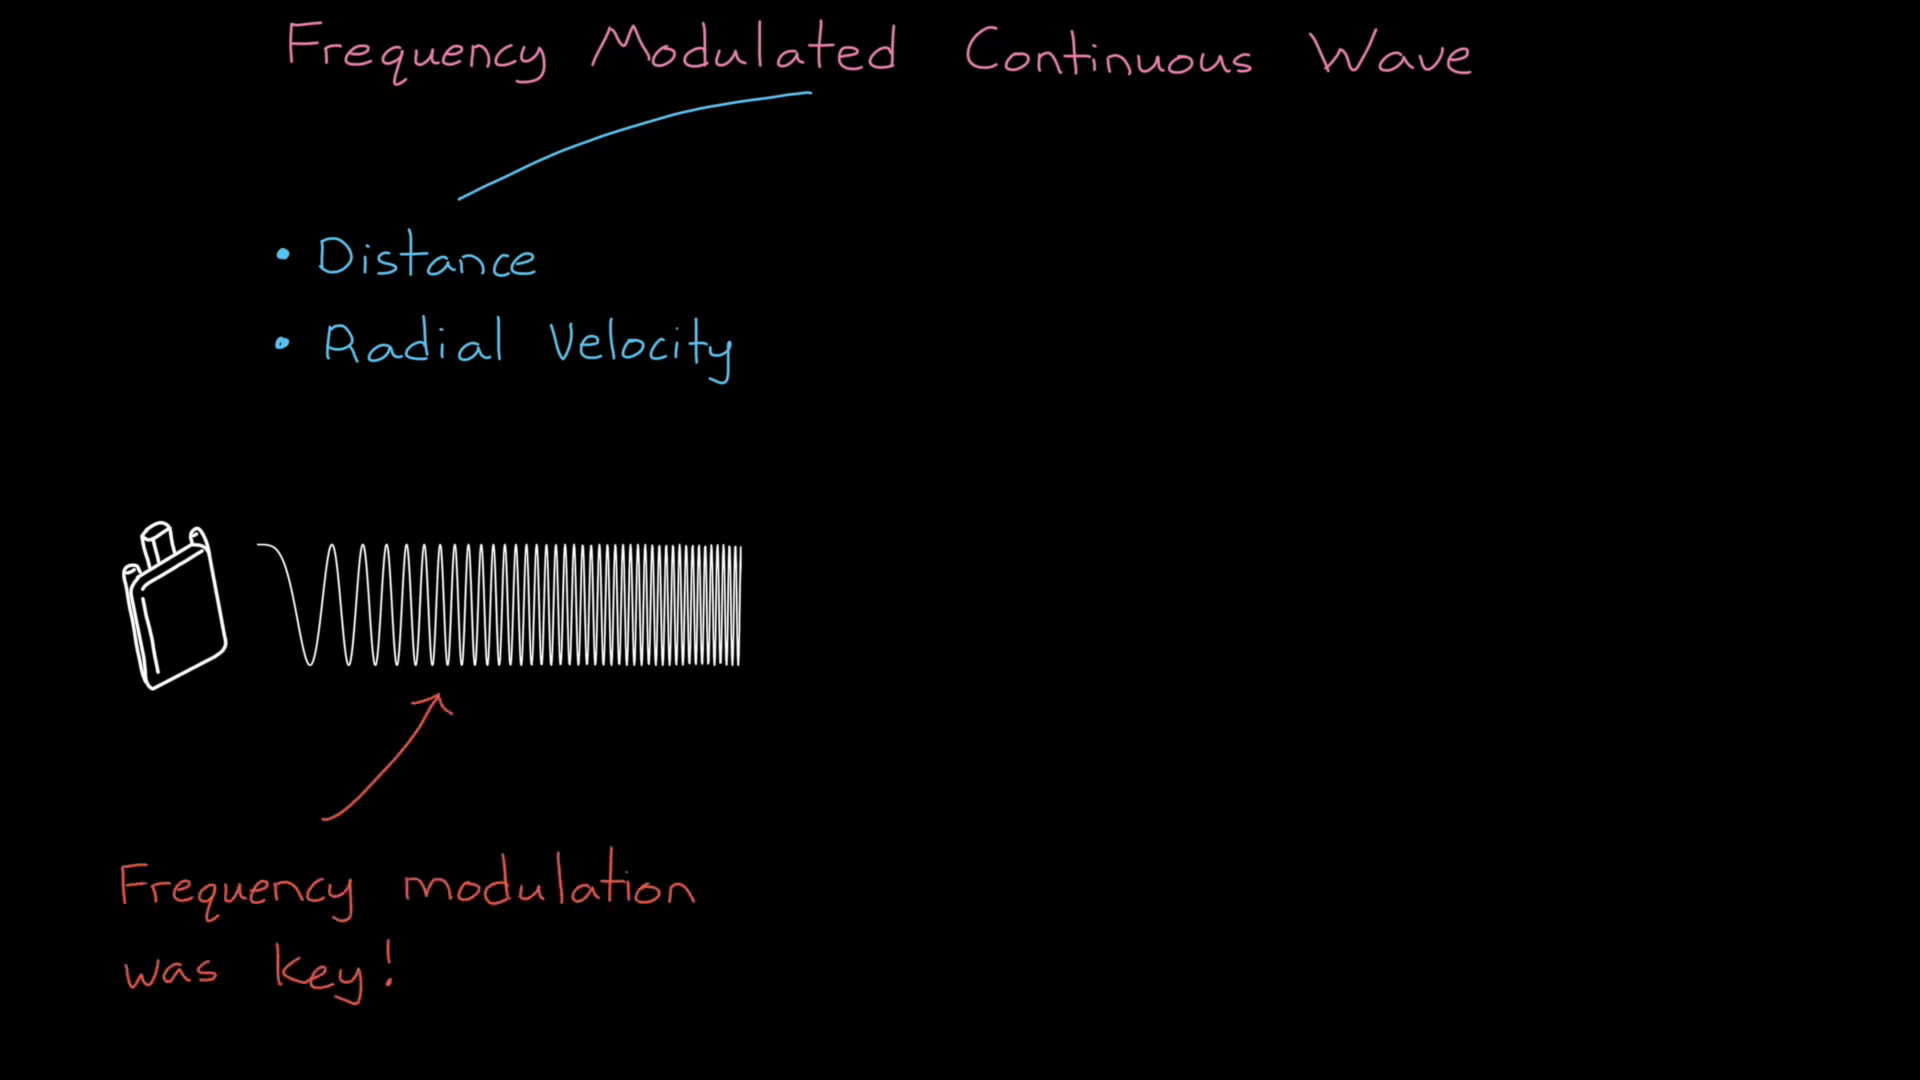 Frequency Modulated Continuous Wave
• Distance
• Radial Velocity
Frequency modulation
was key!